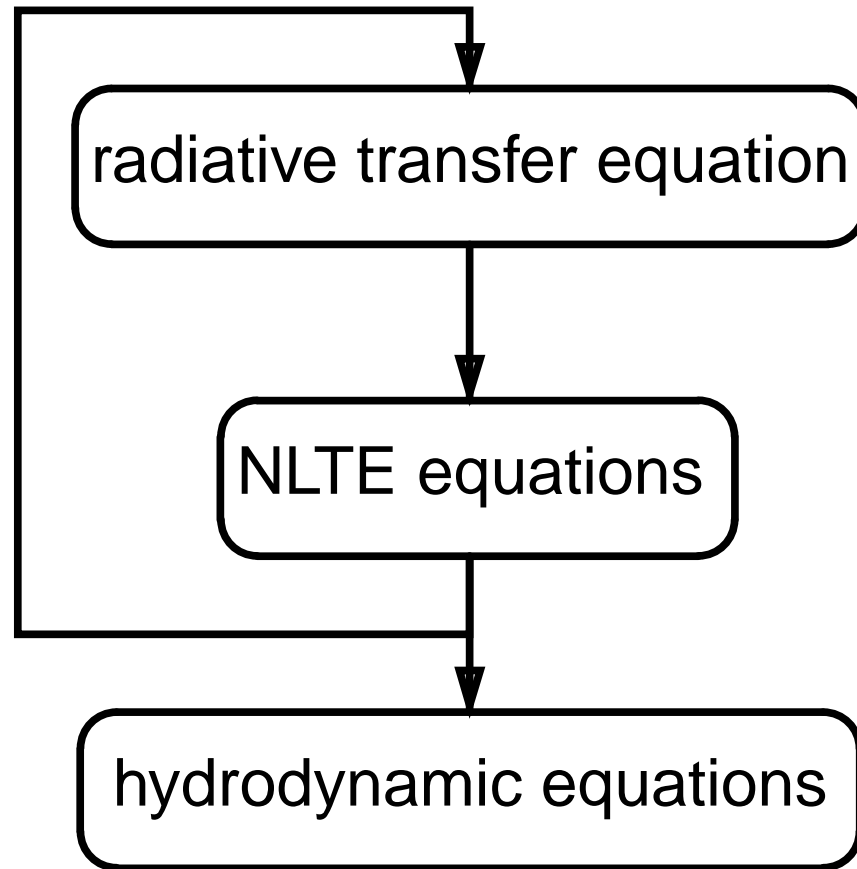 radiative transfer equation
NLTE equations
hydrodynamic equations